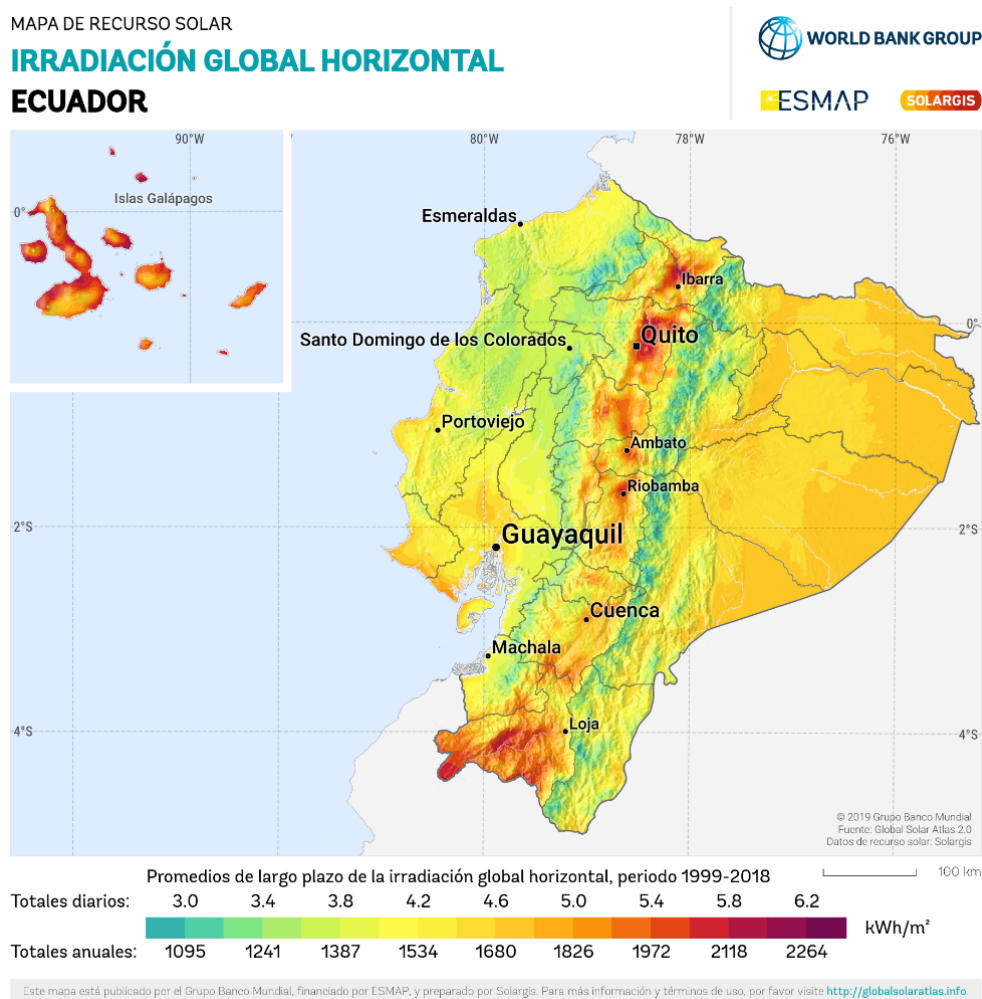 MAPA DE RECURSO SOLAR
IRRADIACIÓN GLOBAL HORIZONTAL
ECUADOR
WORLD BANK GROUP
ESMAP
SOLARGIS
90°W
80°W
78°W
76°W
Islas Galápagos
0°
Esmeraldas
Ibarra
0°
Quito
Santo Domingo de los Colorados
Portoviejo
Ambato
Riobamba
2°S
2°S
Guayaquil
Cuenca
Machala
Loja
4°S
4°S
© 2019 Grupo Banco Mundial
Fuente: Global Solar Atlas 2.0
Datos de recurso solar: Solargis
100 km
Promedios de largo plazo de la irradiación global horizontal, periodo 1999-2018
Totales diarios: 3.0 3.4 3.8 4.2 4.6 5.0 5.4 5.8 6.2
kWh/m²
Totales anuales: 1095 1241 1387 1534 1680 1826 1972 2118 2264
Este mapa está publicado por el Grupo Banco Mundial, financiado por ESMAP, y preparado por Solargis. Para más información y términos de uso, por favor visite http://globalsolaratlas.info.